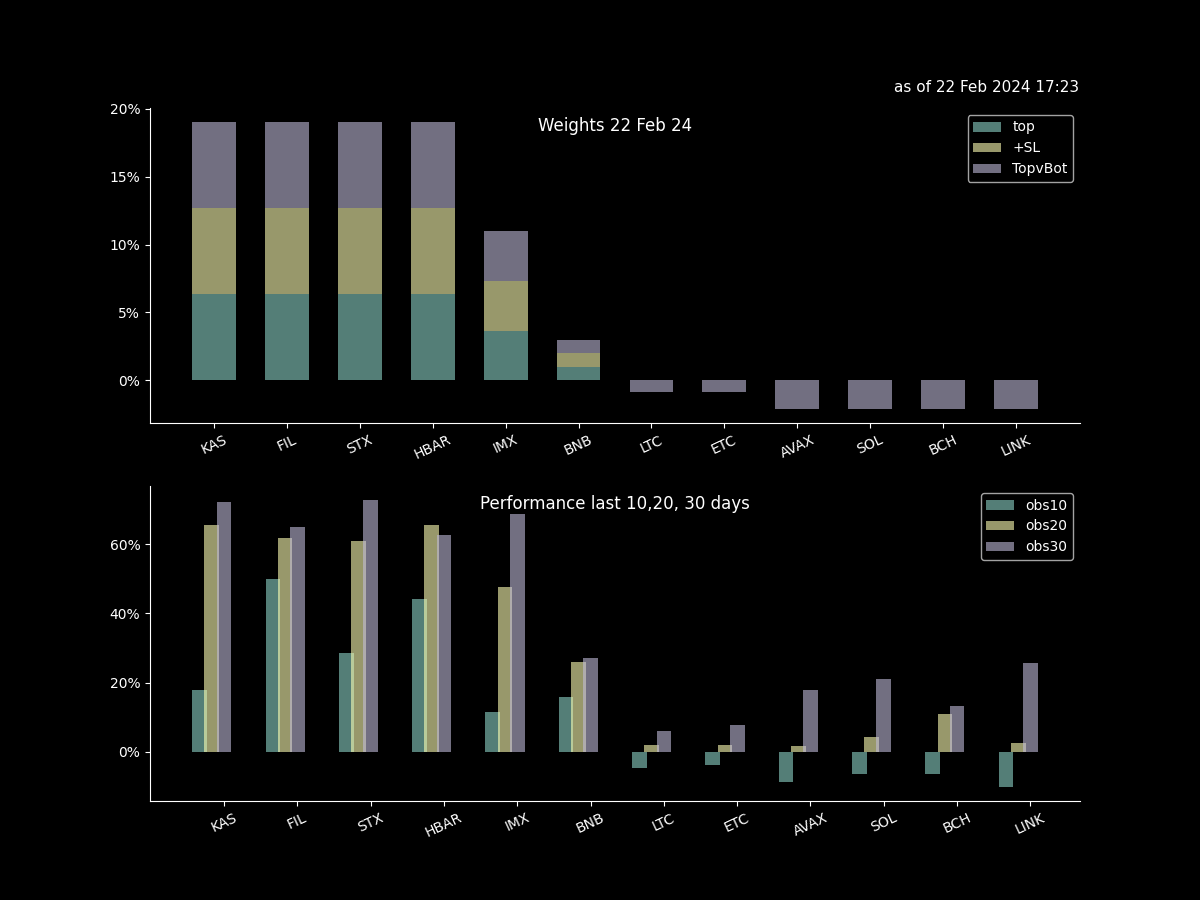 as of 22 Feb 2024 17:23
Weights 22 Feb 24
top
+SL
TopvBot
20%
15%
10%
5%
0%
KAS FIL STX HBAR IMX BNB LTC ETC AVAX SOL BCH LINK
Performance last 10,20, 30 days
obs10
obs20
obs30
60%
40%
20%
0%
KAS FIL STX HBAR IMX BNB LTC ETC AVAX SOL BCH LINK